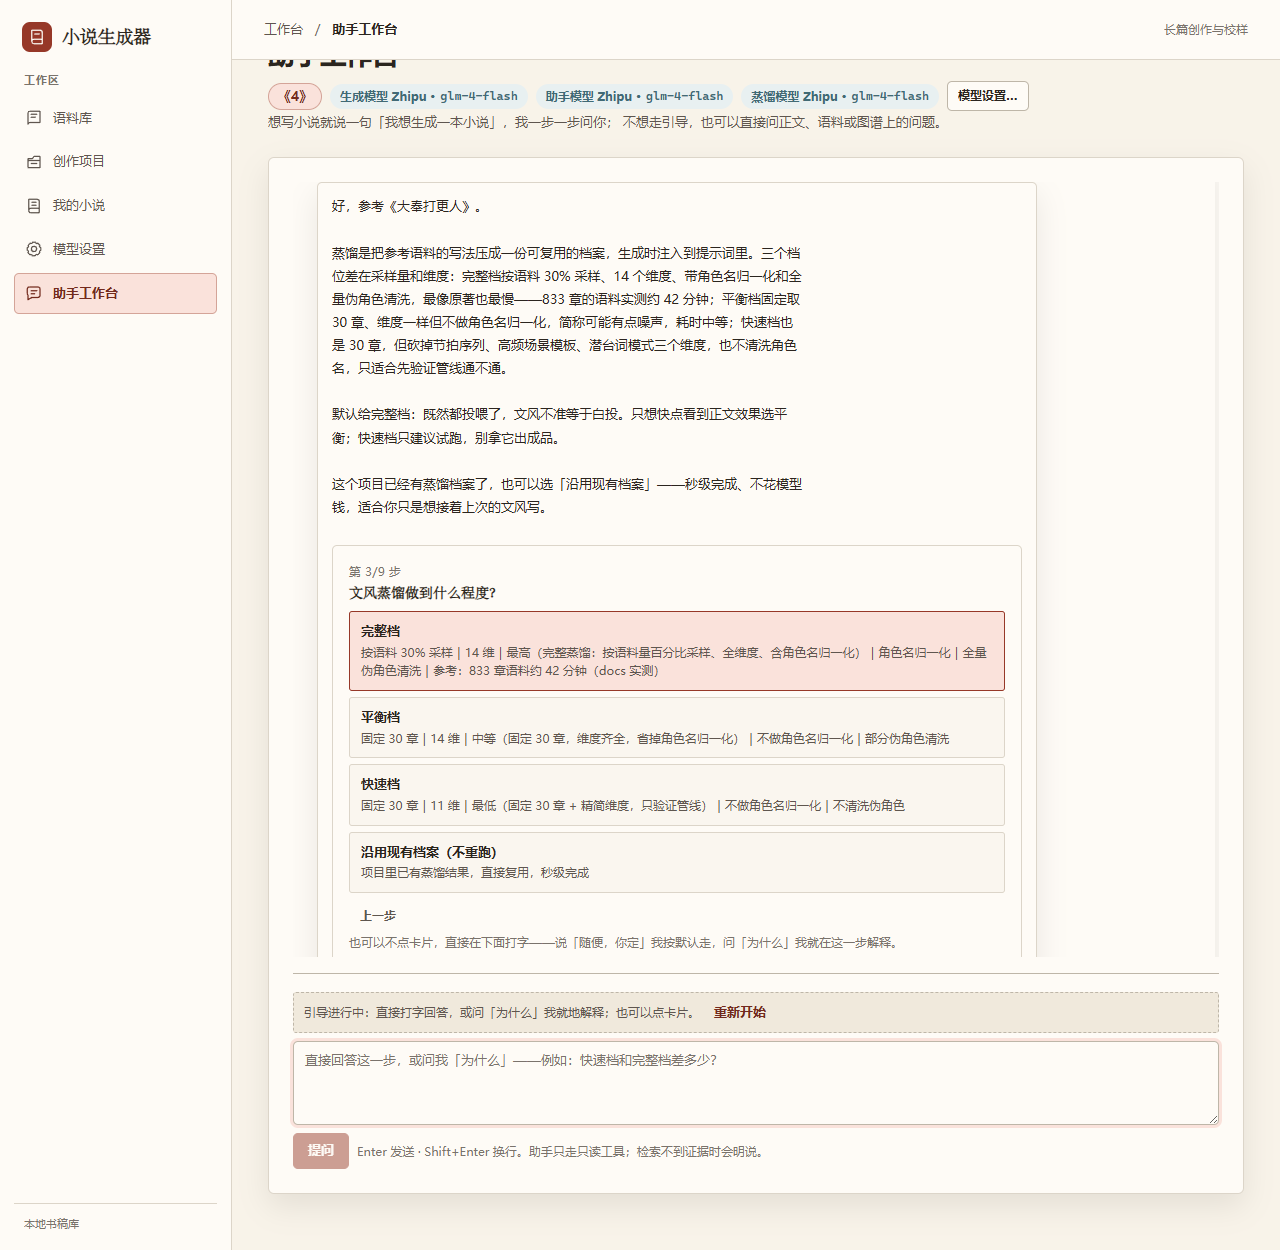 小说生成器
工作区
语料库
创作项目
我的小说
模型设置
助手工作台
本地书稿库
工作台 / 助手工作台
长篇创作与校样
助手工作台
《4》
生成模型 Zhipu • glm-4-flash
助手模型 Zhipu • glm-4-flash
蒸馏模型 Zhipu • glm-4-flash
模型设置...
想写小说就说一句「我想生成一本小说」，我一步一步问你； 不想走引导，也可以直接问正文、语料或图谱上的问题。
好，参考《大奉打更人》。
蒸馏是把参考语料的写法压成一份可复用的档案，生成时注入到提示词里。三个档
位差在采样量和维度：完整档按语料 30% 采样、14 个维度、带角色名归一化和全
量伪角色清洗，最像原著也最慢——833 章的语料实测约 42 分钟；平衡档固定取
30 章、维度一样但不做角色名归一化，简称可能有点噪声，耗时中等；快速档也
是 30 章，但砍掉节拍序列、高频场景模板、潜台词模式三个维度，也不清洗角色
名，只适合先验证管线通不通。
默认给完整档：既然都投喂了，文风不准等于白投。只想快点看到正文效果选平
衡；快速档只建议试跑，别拿它出成品。
这个项目已经有蒸馏档案了，也可以选「沿用现有档案」——秒级完成、不花模型
钱，适合你只是想接着上次的文风写。
第 3/9 步
文风蒸馏做到什么程度？
完整档
按语料 30% 采样 | 14 维 | 最高（完整蒸馏：按语料量百分比采样、全维度、含角色名归一化） | 角色名归一化 | 全量
伪角色清洗 | 参考：833 章语料约 42 分钟（docs 实测）
平衡档
固定 30 章 | 14 维 | 中等（固定 30 章，维度齐全，省掉角色名归一化） | 不做角色名归一化 | 部分伪角色清洗
快速档
固定 30 章 | 11 维 | 最低（固定 30 章 + 精简维度，只验证管线） | 不做角色名归一化 | 不清洗伪角色
沿用现有档案（不重跑）
项目里已有蒸馏结果，直接复用，秒级完成
上一步
也可以不点卡片，直接在下面打字——说「随便，你定」我按默认走，问「为什么」我就在这一步解释。
引导进行中：直接打字回答，或问「为什么」我就地解释；也可以点卡片。 重新开始
直接回答这一步，或问我「为什么」——例如：快速档和完整档差多少？
提问
Enter 发送 · Shift+Enter 换行。助手只走只读工具；检索不到证据时会明说。